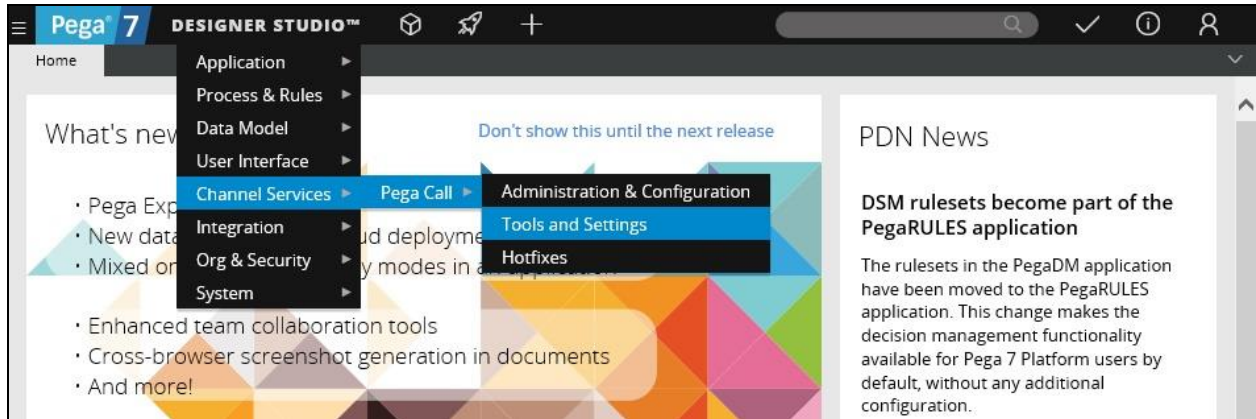 Pega® 7 DESIGNER STUDIO™
Home
Application
Process & Rules
Data Model
User Interface
Channel Services
Integration
Org & Security
System
Pega Call
Administration & Configuration
Tools and Settings
Hotfixes
What's new
Don't show this until the next release
• Pega Exp
• New data ud deployme
• Mixed or y modes in a
• Enhanced team collaboration tools
• Cross-browser screenshot generation in documents
• And more!
PDN News
DSM rulesets become part of the
PegaRULES application
The rulesets in the PegaDM application
have been moved to the PegaRULES
application. This change makes the
decision management functionality
available for Pega 7 Platform users by
default, without any additional
configuration.